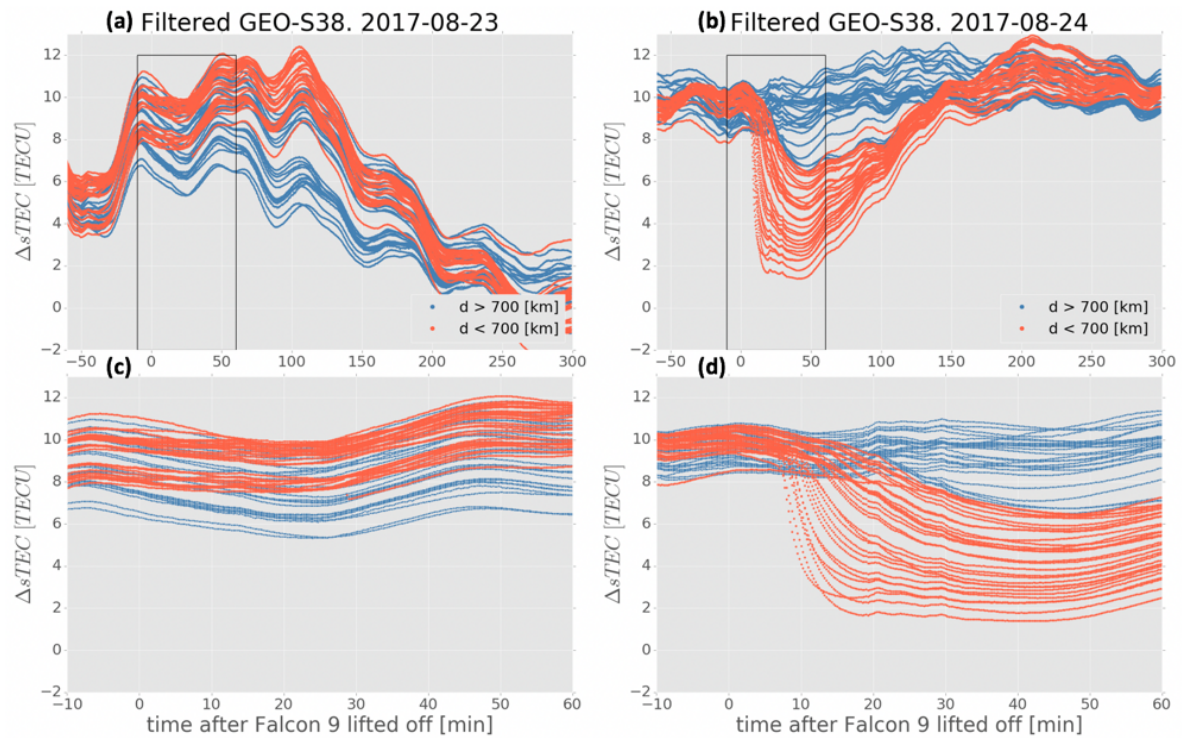 (a) Filtered GEO-S38. 2017-08-23
ΔsTEC [TECU]
12
10
8
6
4
2
0
−2
−50 0 50 100 150 200 250 300
d > 700 [km]
d < 700 [km]
(b) Filtered GEO-S38. 2017-08-24
ΔsTEC [TECU]
12
10
8
6
4
2
0
−2
−50 0 50 100 150 200 250 300
d > 700 [km]
d < 700 [km]
(c)
ΔsTEC [TECU]
12
10
8
6
4
2
0
−2
−10 0 10 20 30 40 50 60
time after Falcon 9 lifted off [min]
(d)
ΔsTEC [TECU]
12
10
8
6
4
2
0
−2
−10 0 10 20 30 40 50 60
time after Falcon 9 lifted off [min]